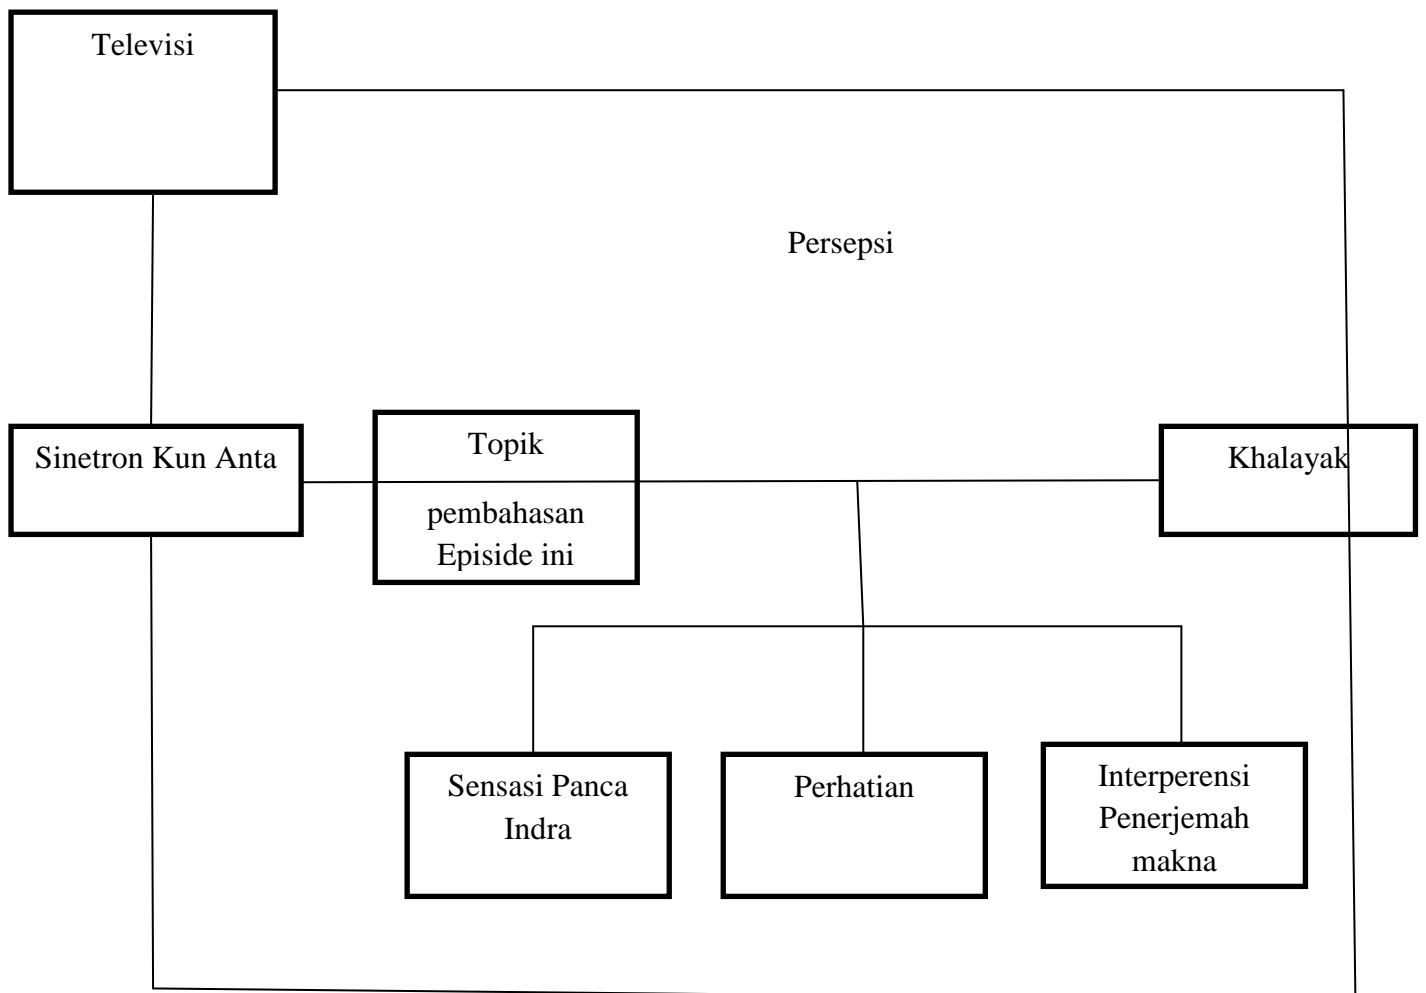 Televisi
Persepsi
Sinetron Kun Anta
Topik
pembahasan
Episide ini
Khalayak
Sensasi Panca
Indra
Perhatian
Interperensi
Penerjemah
makna